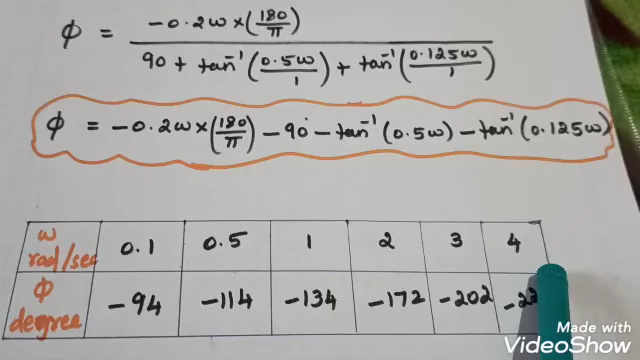 ϕ = -0.2ω×(180/π) / 90 + tan⁻¹(0.5ω/1) + tan⁻¹(0.125ω/1)
ϕ = -0.2ω×(180/π) - 90° - tan⁻¹(0.5ω) - tan⁻¹(0.125ω)
ω rad/sec 0.1 0.5 1 2 3 4
ϕ degree -94 -114 -134 -172 -202
Made with
VideoShow